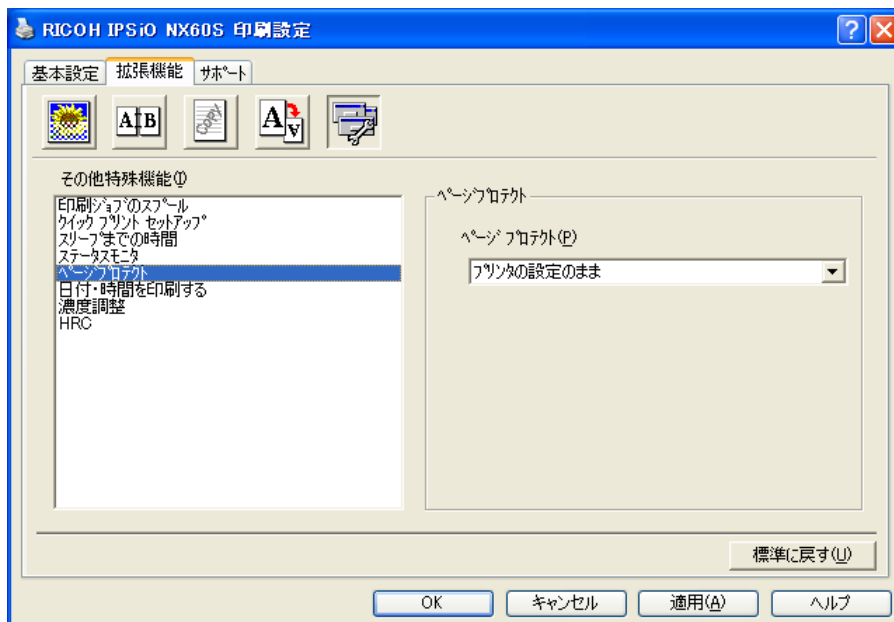 RICOH IPSiO NX60S 印刷設定
基本設定 拡張機能 ｻﾎﾟｰﾄ
A B
COPY
A A
その他特殊機能(I)
印刷ｼﾞｮﾌﾞのｽﾌﾟｰﾙ
ｸｲｯｸ ﾌﾟﾘﾝﾄ ｾｯﾄｱｯﾌﾟ
ｽﾘｰﾌﾟまでの時間
ｽﾃｰﾀｽﾓﾆﾀ
ﾍﾟｰｼﾞﾌﾟﾛﾃｸﾄ
日付・時間を印刷する
濃度調整
HRC
ﾍﾟｰｼﾞﾌﾟﾛﾃｸﾄ
ﾍﾟｰｼﾞ ﾌﾟﾛﾃｸﾄ(P)
ﾌﾟﾘﾝﾀの設定のまま
標準に戻す(U)
OK キャンセル 適用(A) ヘルプ